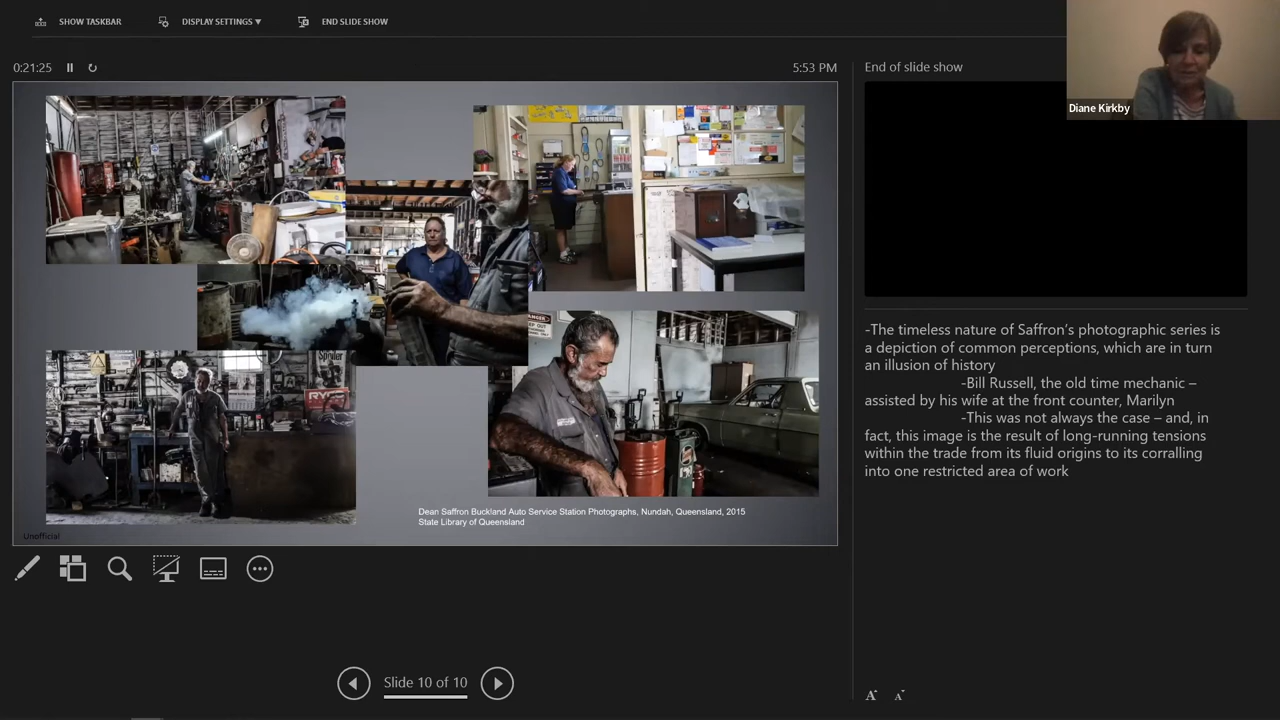 SHOW TASKBAR
DISPLAY SETTINGS ▼
END SLIDE SHOW
0:21:25
5:53 PM
End of slide show
Diane Kirkby
Spoiler
RYCO
DANGER
KEEP OUT
Dean Saffron Buckland Auto Service Station Photographs, Nundah, Queensland, 2015
State Library of Queensland
Unofficial
-The timeless nature of Saffron's photographic series is
a depiction of common perceptions, which are in turn
an illusion of history
-Bill Russell, the old time mechanic –
assisted by his wife at the front counter, Marilyn
-This was not always the case – and, in
fact, this image is the result of long-running tensions
within the trade from its fluid origins to its corralling
into one restricted area of work
Slide 10 of 10
A A